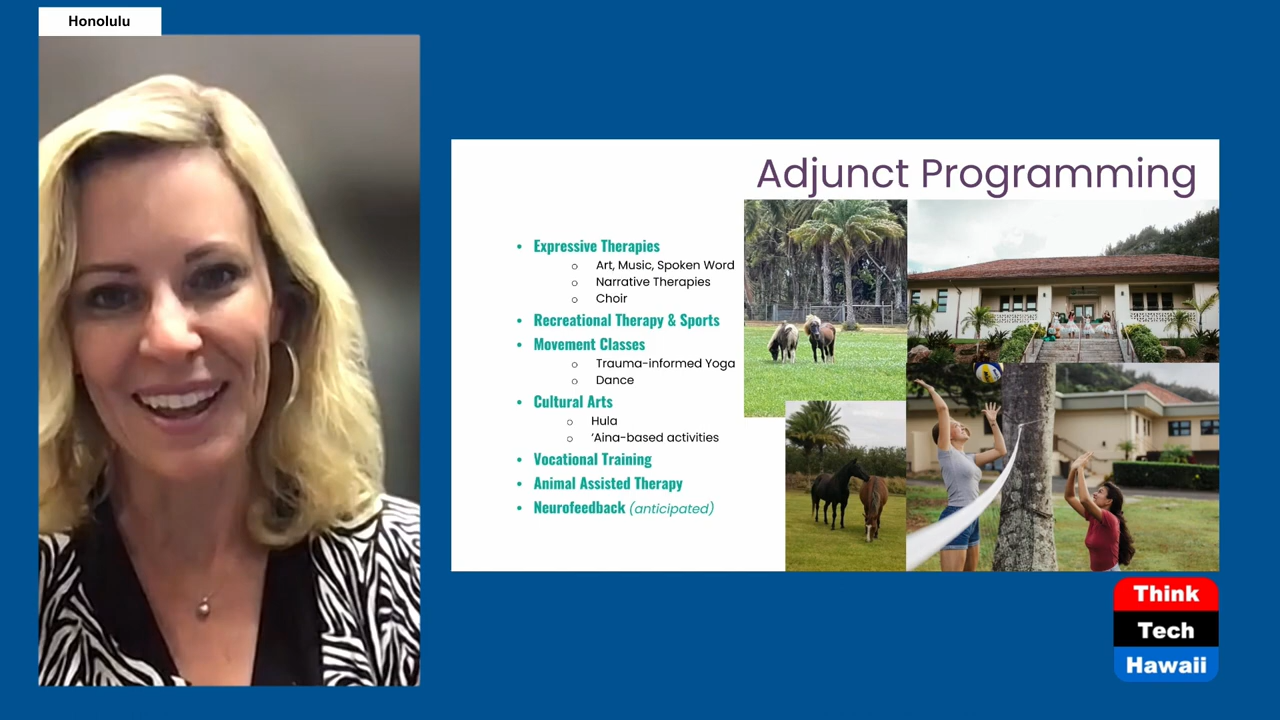 Honolulu
Adjunct Programming
• Expressive Therapies
o Art, Music, Spoken Word
o Narrative Therapies
o Choir
• Recreational Therapy & Sports
• Movement Classes
o Trauma-informed Yoga
o Dance
• Cultural Arts
o Hula
o ‘Aina-based activities
• Vocational Training
• Animal Assisted Therapy
• Neurofeedback (anticipated)
Think
Tech
Hawaii